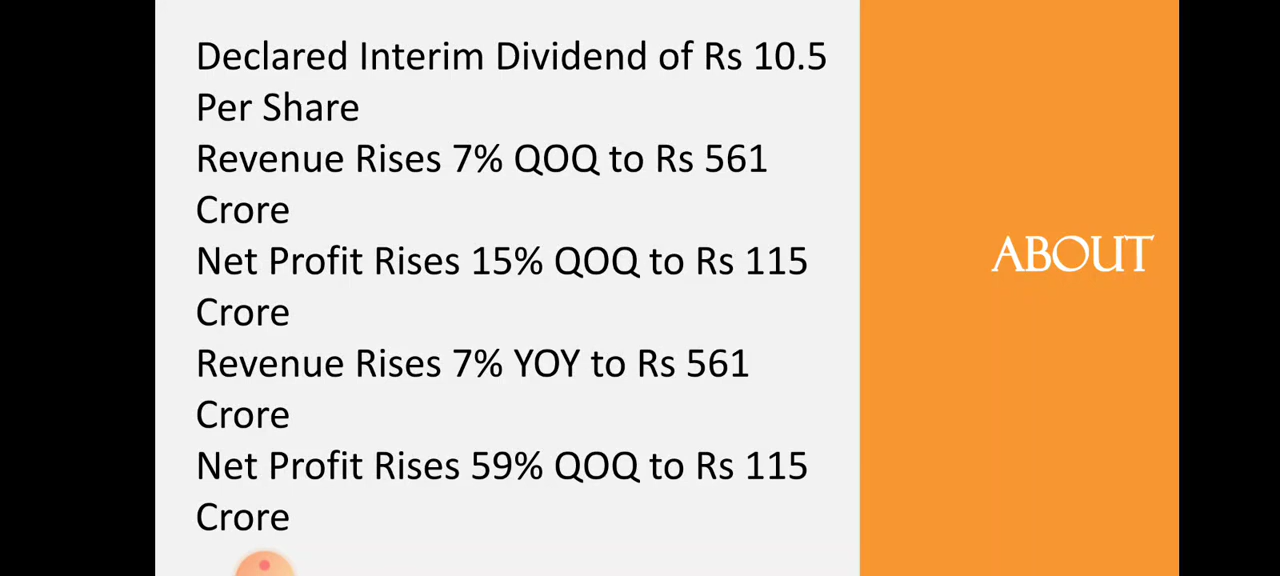 Declared Interim Dividend of Rs 10.5
Per Share
Revenue Rises 7% QOQ to Rs 561
Crore
Net Profit Rises 15% QOQ to Rs 115
Crore
Revenue Rises 7% YOY to Rs 561
Crore
Net Profit Rises 59% QOQ to Rs 115
Crore
ABOUT